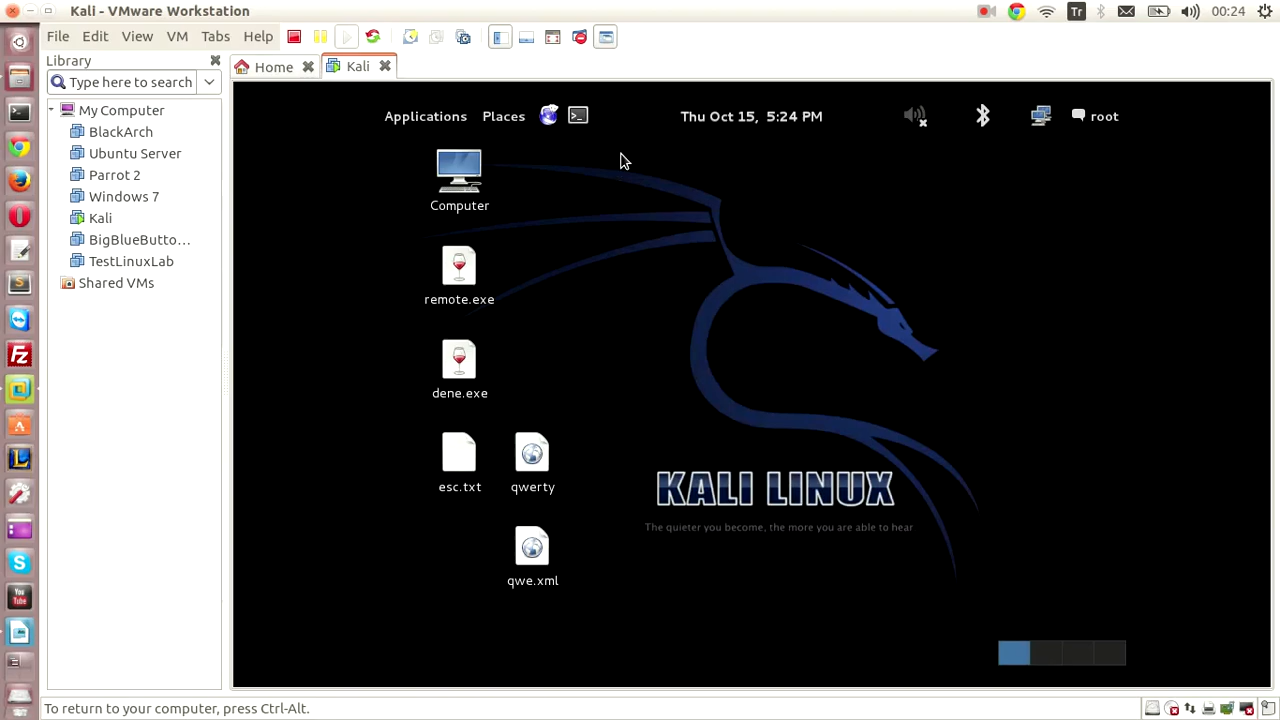 Kali - VMware Workstation
Tr
00:24
File Edit View VM Tabs Help
Library
Type here to search
Home
Kali
My Computer
BlackArch
Ubuntu Server
Parrot 2
Windows 7
Kali
BigBlueButto...
TestLinuxLab
Shared VMs
Applications Places
Thu Oct 15, 5:24 PM
root
Computer
remote.exe
dene.exe
esc.txt
qwerty
qwe.xml
KALI LINUX
The quieter you become, the more you are able to hear
You
Tube
To return to your computer, press Ctrl-Alt.